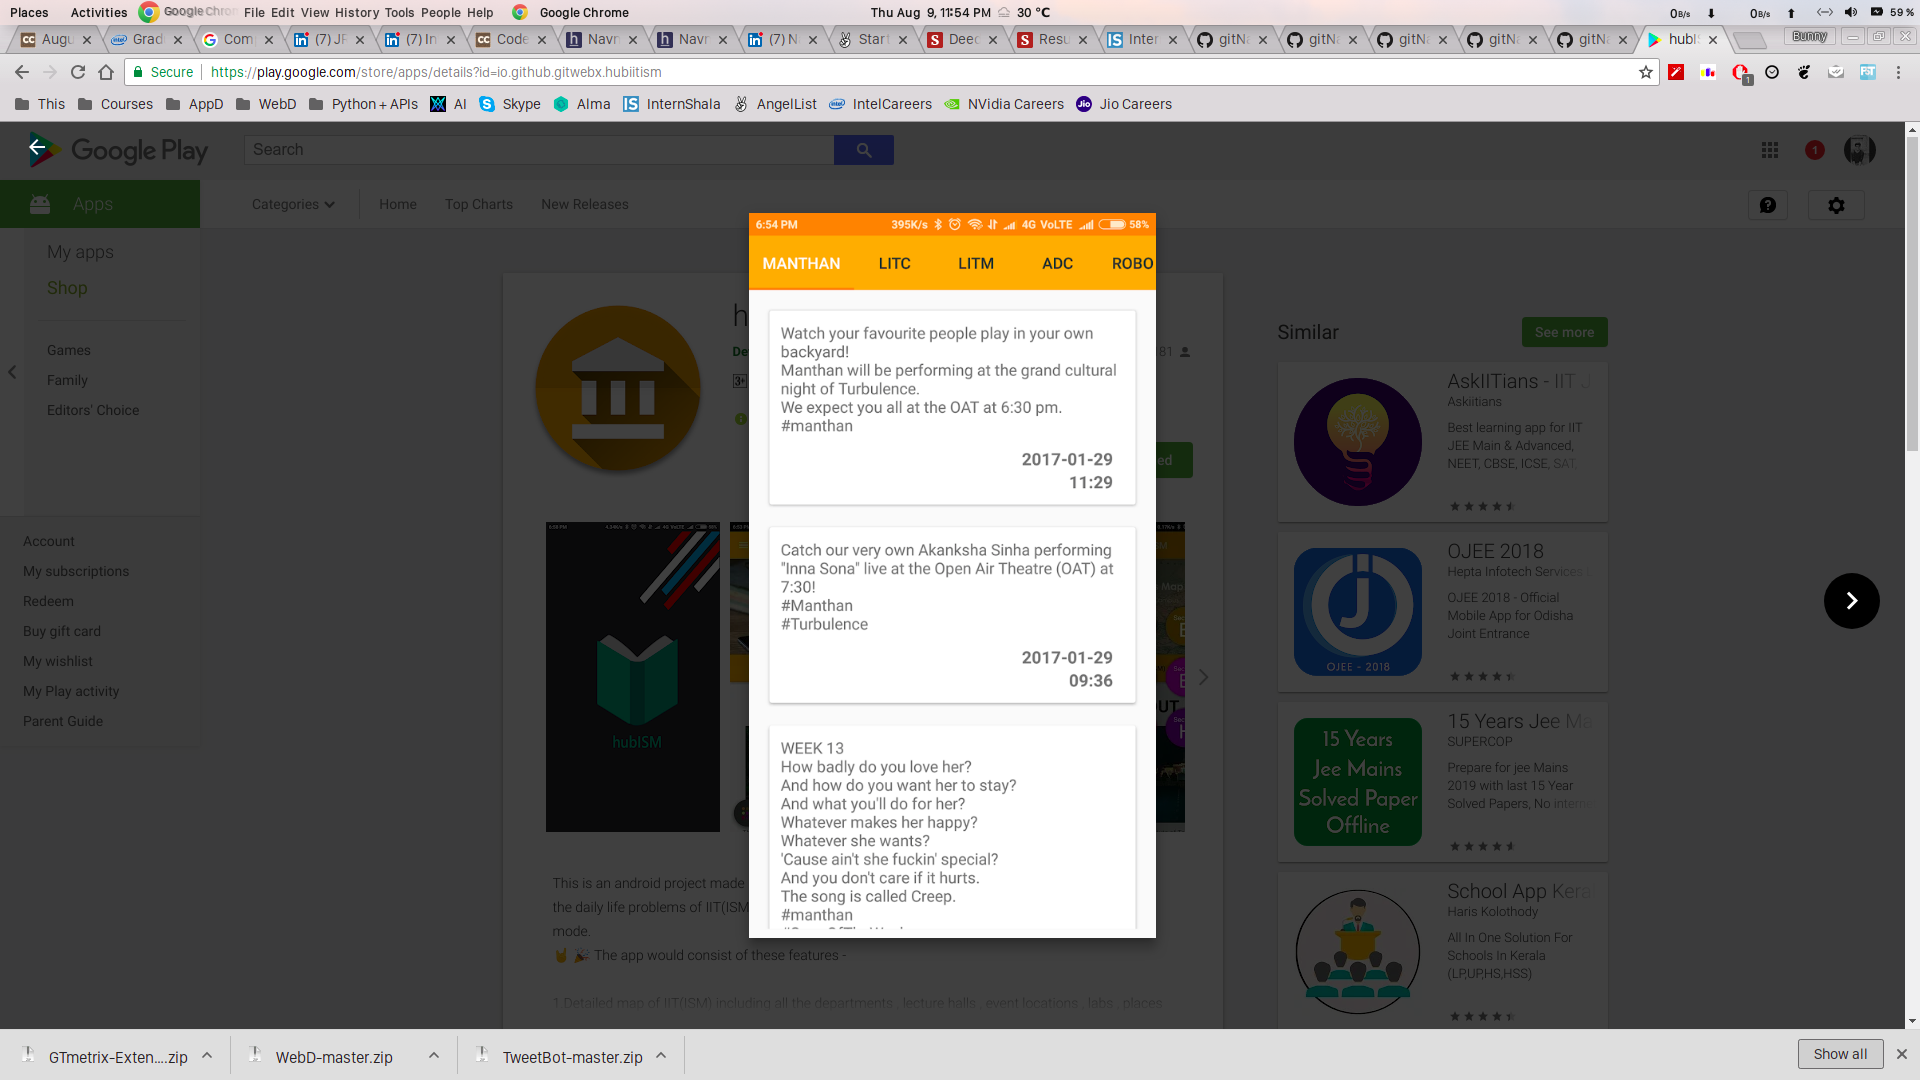 Places Activities Google Chrome File Edit View History Tools People Help Google Chrome Thu Aug 9, 11:54 PM 30 °C 0B/s 0B/s 59 %
Augu Grad Com (7) JF (7) In Code Navn Navn (7) N Start Deec Resu Inter gitNa gitNa gitNa gitNa gitNa hubIS Bunny
Secure https://play.google.com/store/apps/details?id=io.github.gitwebx.hubiitism
This Courses AppD WebD Python + APIs AI Skype Alma InternShala AngelList IntelCareers NVidia Careers Jio Careers
Google Play Search 1
Apps Categories Home Top Charts New Releases
My apps
Shop
Games
Family
Editors' Choice
Account
My subscriptions
Redeem
Buy gift card
My wishlist
My Play activity
Parent Guide
hubISM
6:54 PM 395K/s 4G VoLTE 58%
MANTHAN LITC LITM ADC ROBO
Watch your favourite people play in your own
backyard!
Manthan will be performing at the grand cultural
night of Turbulence.
We expect you all at the OAT at 6:30 pm.
#manthan
2017-01-29
11:29
Catch our very own Akanksha Sinha performing
"Inna Sona" live at the Open Air Theatre (OAT) at
7:30!
#Manthan
#Turbulence
2017-01-29
09:36
WEEK 13
How badly do you love her?
And how do you want her to stay?
And what you'll do for her?
Whatever makes her happy?
Whatever she wants?
'Cause ain't she fuckin' special?
And you don't care if it hurts.
The song is called Creep.
#manthan
This is an android project made
the daily life problems of IIT(ISM
mode.
The app would consist of these features -
1.Detailed map of IIT(ISM) including all the departments , lecture halls , event locations , labs , places
Similar See more
AskIITians - IIT J
Askiitians
Best learning app for IIT
JEE Main & Advanced,
NEET, CBSE, ICSE, SAT,
OJEE 2018
Hepta Infotech Services
OJEE 2018 - Official
Mobile App for Odisha
Joint Entrance
OJEE - 2018
15 Years Jee Ma
SUPERCOP
Prepare for jee Mains
2019 with last 15 Year
Solved Papers, No intern
15 Years
Jee Mains
Solved Paper
Offline
School App Kera
Haris Kolothody
All In One Solution For
Schools In Kerala
(LP,UP,HS,HSS)
GTmetrix-Exten....zip WebD-master.zip TweetBot-master.zip Show all